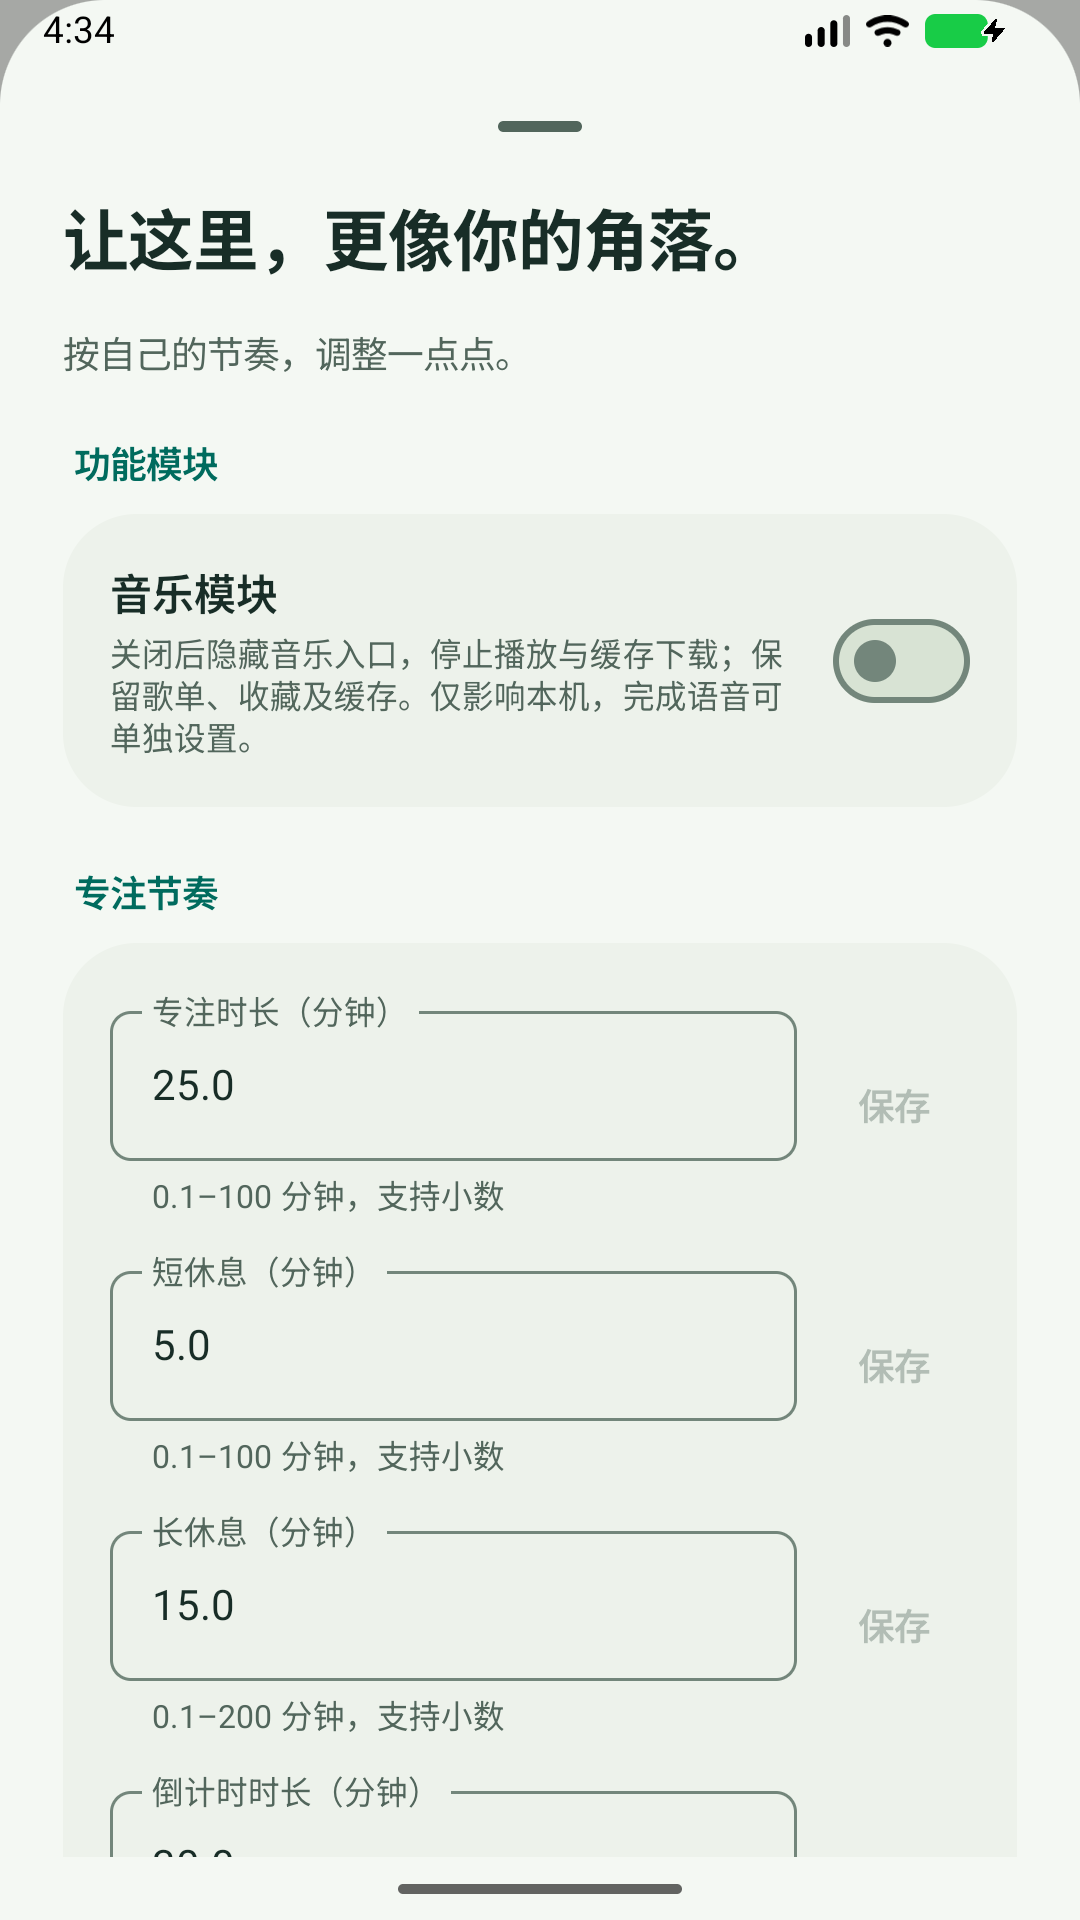 4:34
让这里，更像你的角落。
按自己的节奏，调整一点点。
功能模块
音乐模块
关闭后隐藏音乐入口，停止播放与缓存下载；保
留歌单、收藏及缓存。仅影响本机，完成语音可
单独设置。
专注节奏
专注时长（分钟）
25.0
保存
0.1–100 分钟，支持小数
短休息（分钟）
5.0
保存
0.1–100 分钟，支持小数
长休息（分钟）
15.0
保存
0.1–200 分钟，支持小数
倒计时时长（分钟）